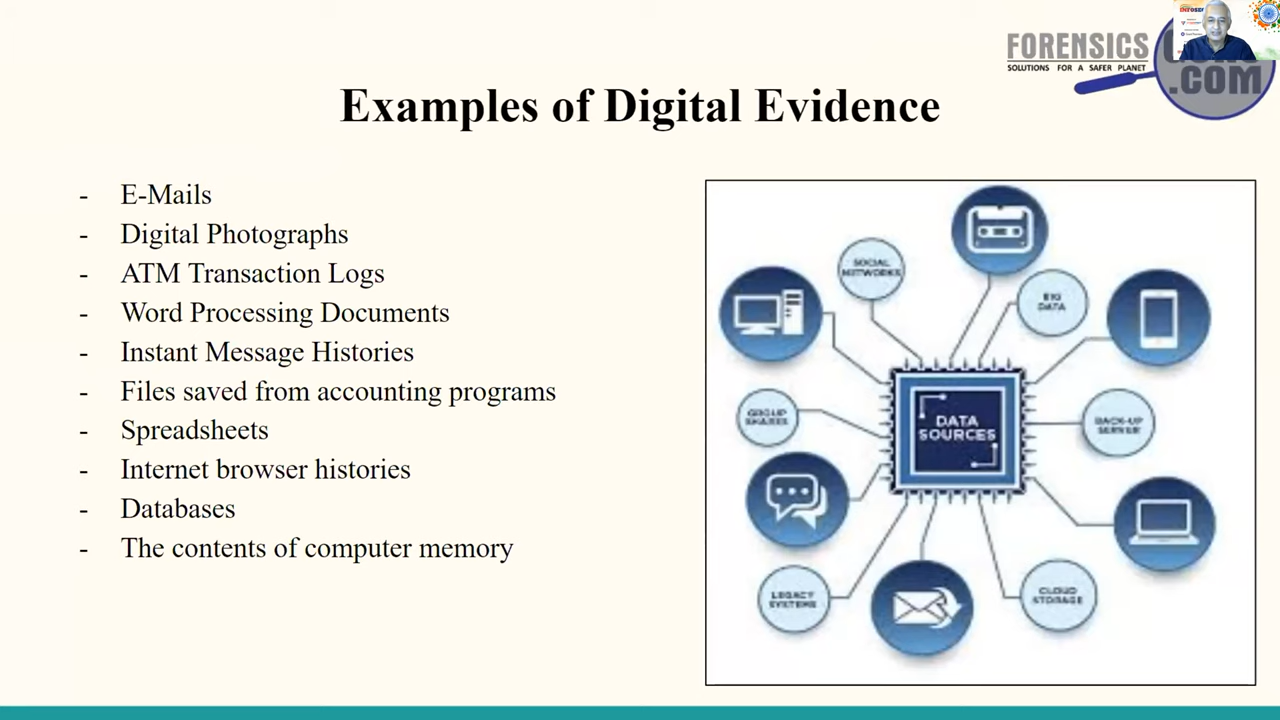 FORENSICS
SOLUTIONS FOR A SAFER PLANET
.COM
Examples of Digital Evidence
- E-Mails
- Digital Photographs
- ATM Transaction Logs
- Word Processing Documents
- Instant Message Histories
- Files saved from accounting programs
- Spreadsheets
- Internet browser histories
- Databases
- The contents of computer memory
SOCIAL
NETWORKS
BIG
DATA
GROUP
SHARES
DATA
SOURCES
BACK-UP
SERVER
LEGACY
SYSTEMS
CLOUD
STORAGE